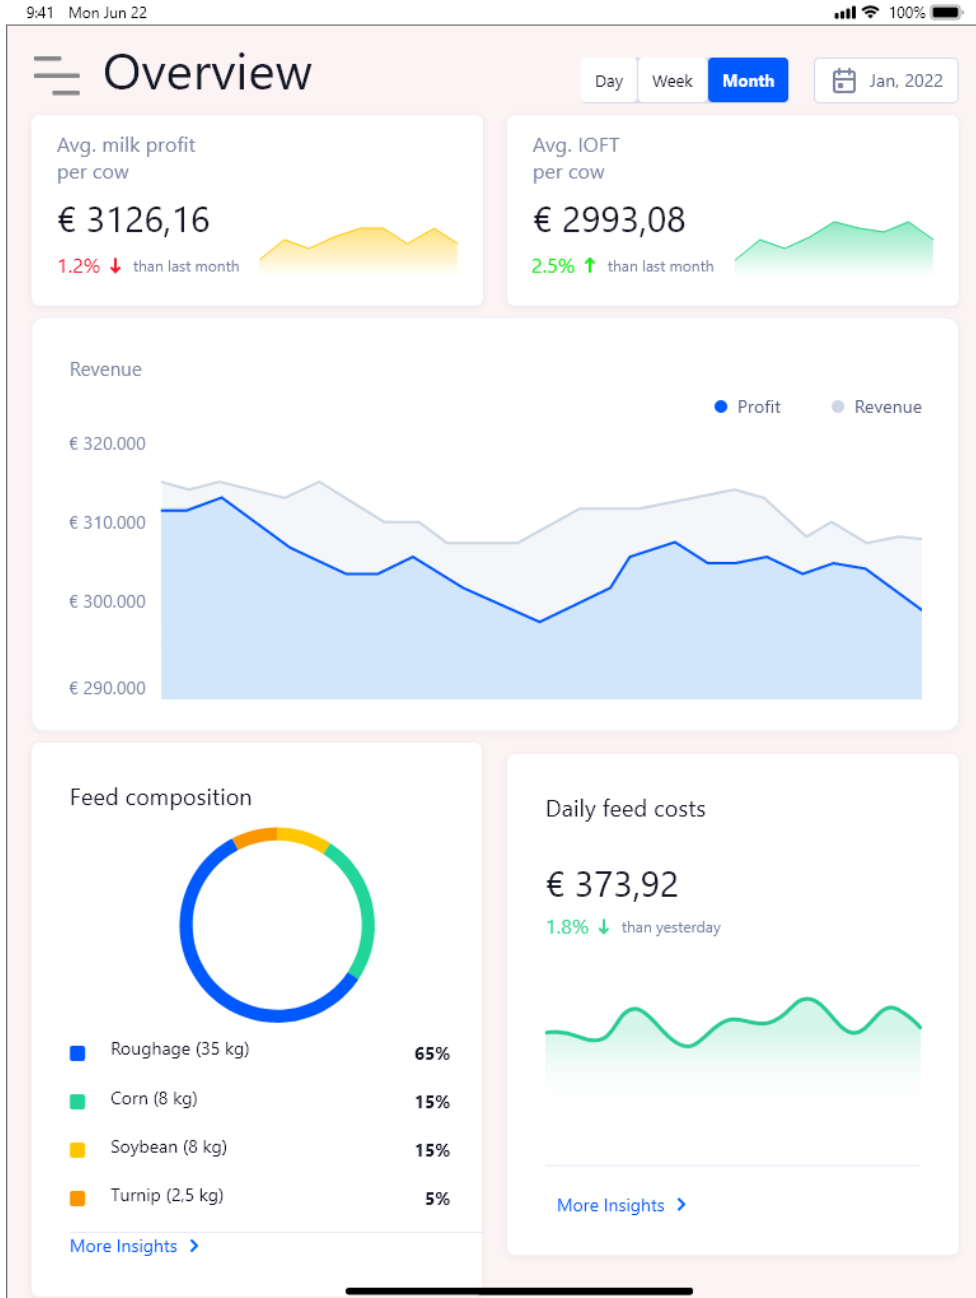 9:41 Mon Jun 22
100%
Overview
Day
Week
Month
Jan, 2022
Avg. milk profit
per cow
€ 3126,16
1.2% ↓ than last month
Avg. IOFT
per cow
€ 2993,08
2.5% ↑ than last month
Revenue
Profit
Revenue
€ 320.000
€ 310.000
€ 300.000
€ 290.000
Feed composition
Roughage (35 kg) 65%
Corn (8 kg) 15%
Soybean (8 kg) 15%
Turnip (2,5 kg) 5%
More Insights >
Daily feed costs
€ 373,92
1.8% ↓ than yesterday
More Insights >